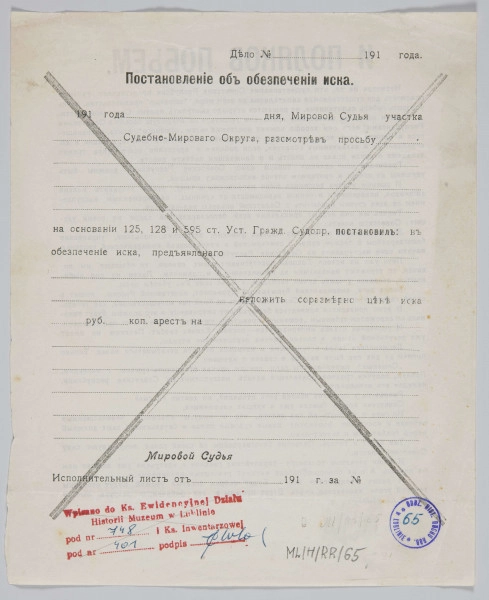 Дѣло № 191 года.
Постановленіе объ обезпеченіи иска.
191 года дня, Мировой Судья участка
Судебно-Мироваго Округа, разсмотрѣвъ просьбу
на основаніи 125, 128 и 595 ст. Уст. Гражд. Судопр. постановилъ: въ
обезпеченіе иска, предъявленаго
наложить соразмѣрно цѣнѣ иска
руб. коп. арестъ на
Мировой Судья
Исполнительный листъ отъ 191 г. за №
Wpisano do Ks. Ewidencyjnej Działu
Historii Muzeum w Lublinie
pod nr 748 i Ks. Inwentarzowej
pod nr 401 podpis
65
ML/H/RR/65